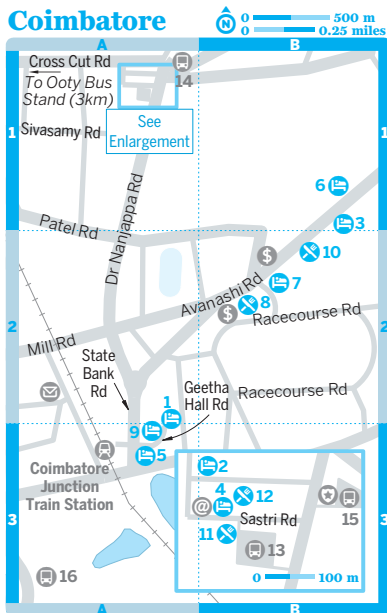 Coimbatore
N
0 500 m
0 0.25 miles
A B
Cross Cut Rd
To Ooty Bus
Stand (3km)
14
Sivasamy Rd
See
Enlargement
1 1
6
3
Patel Rd
Dr Nanjappa Rd
$
10
7
Avanashi Rd
8
$
Racecourse Rd
2 2
Mill Rd
State
Bank
Rd
Geetha
Hall Rd
Racecourse Rd
1
9
5
Coimbatore
Junction
Train Station
2
4
12
@
Sastri Rd
15
11
13
3 3
16
0 100 m
A B